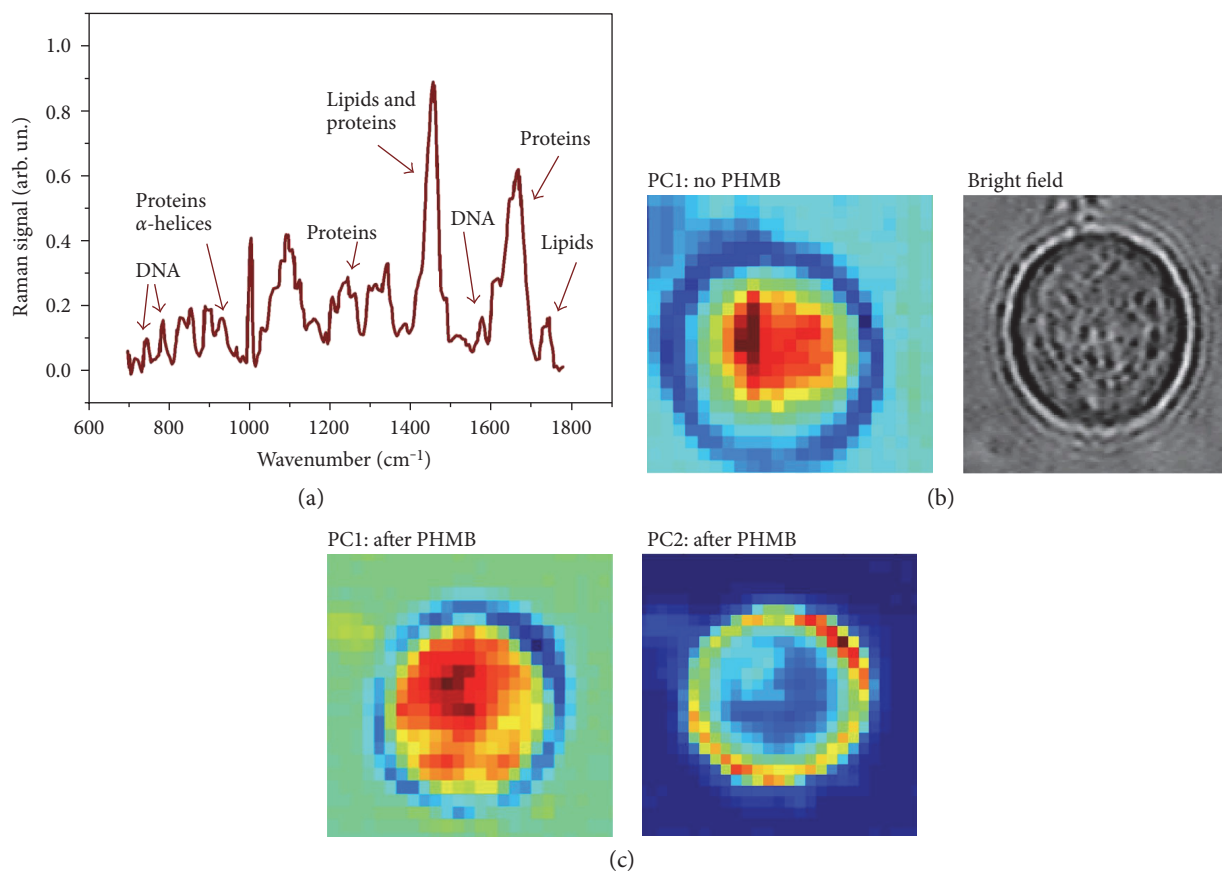 1.0
0.8
0.6
0.4
0.2
0.0
Raman signal (arb. un.)
600 800 1000 1200 1400 1600 1800
Wavenumber (cm⁻¹)
DNA
Proteins
α-helices
Proteins
Lipids and
proteins
DNA
Proteins
Lipids
(a)
PC1: no PHMB
Bright field
(b)
PC1: after PHMB
PC2: after PHMB
(c)